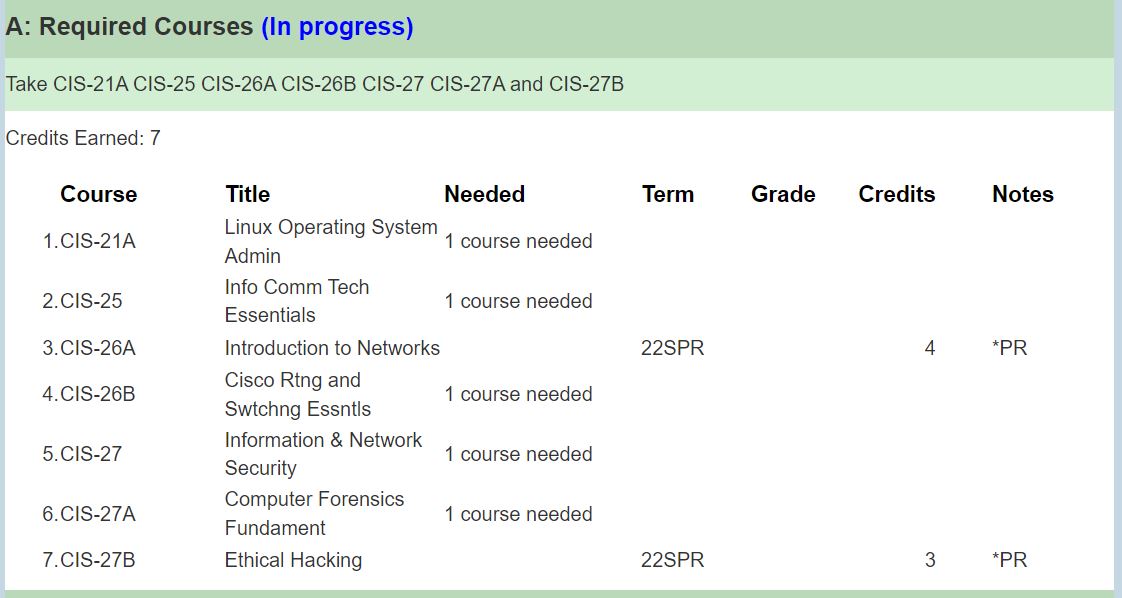 A: Required Courses (In progress)
Take CIS-21A CIS-25 CIS-26A CIS-26B CIS-27 CIS-27A and CIS-27B
Credits Earned: 7
Course Title Needed Term Grade Credits Notes
1.CIS-21A Linux Operating System Admin 1 course needed
2.CIS-25 Info Comm Tech Essentials 1 course needed
3.CIS-26A Introduction to Networks 22SPR 4 *PR
4.CIS-26B Cisco Rtng and Swtchng Essntls 1 course needed
5.CIS-27 Information & Network Security 1 course needed
6.CIS-27A Computer Forensics Fundament 1 course needed
7.CIS-27B Ethical Hacking 22SPR 3 *PR